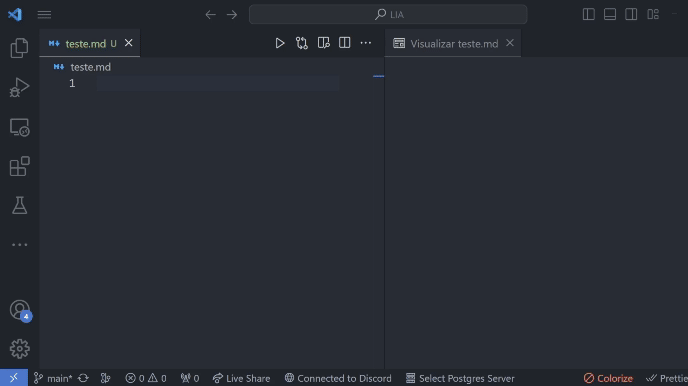 LIA
teste.md U
Visualizar teste.md
teste.md
1
4
main* 0 0 0 Live Share Connected to Discord Select Postgres Server Colorize Prettie